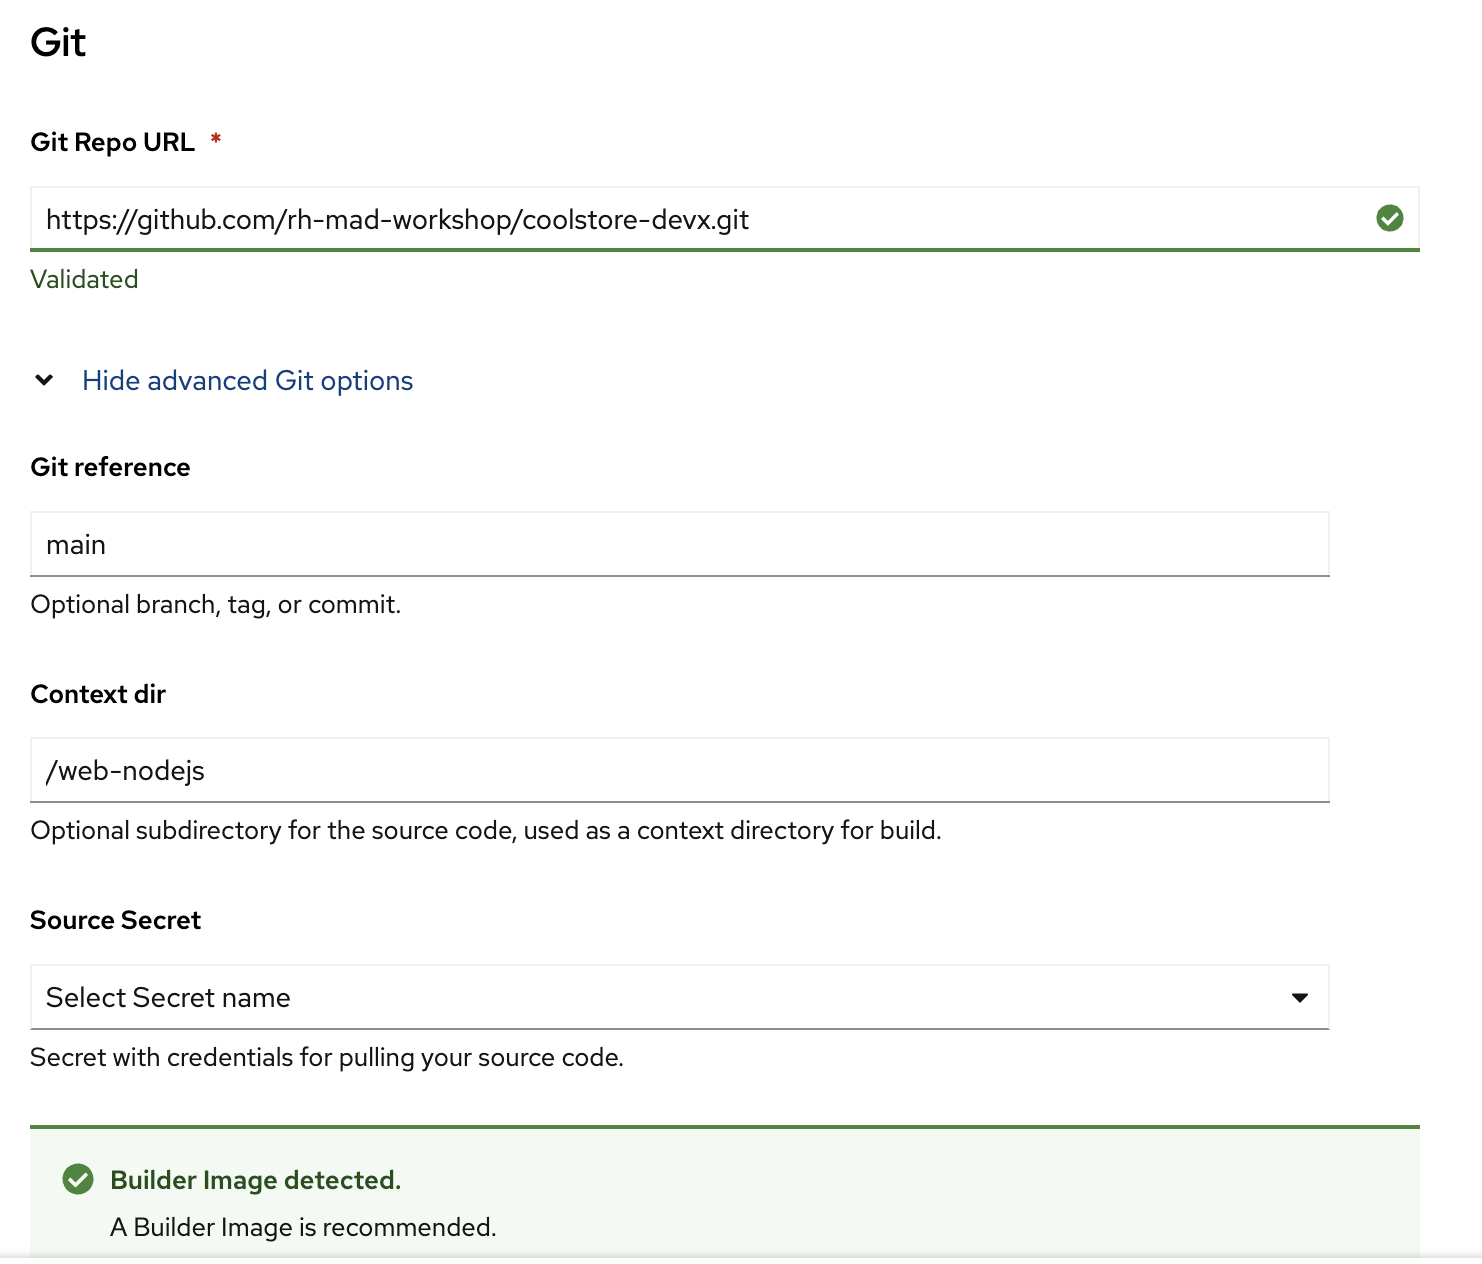 Git
Git Repo URL *
https://github.com/rh-mad-workshop/coolstore-devx.git
Validated
Hide advanced Git options
Git reference
main
Optional branch, tag, or commit.
Context dir
/web-nodejs
Optional subdirectory for the source code, used as a context directory for build.
Source Secret
Select Secret name
Secret with credentials for pulling your source code.
Builder Image detected.
A Builder Image is recommended.